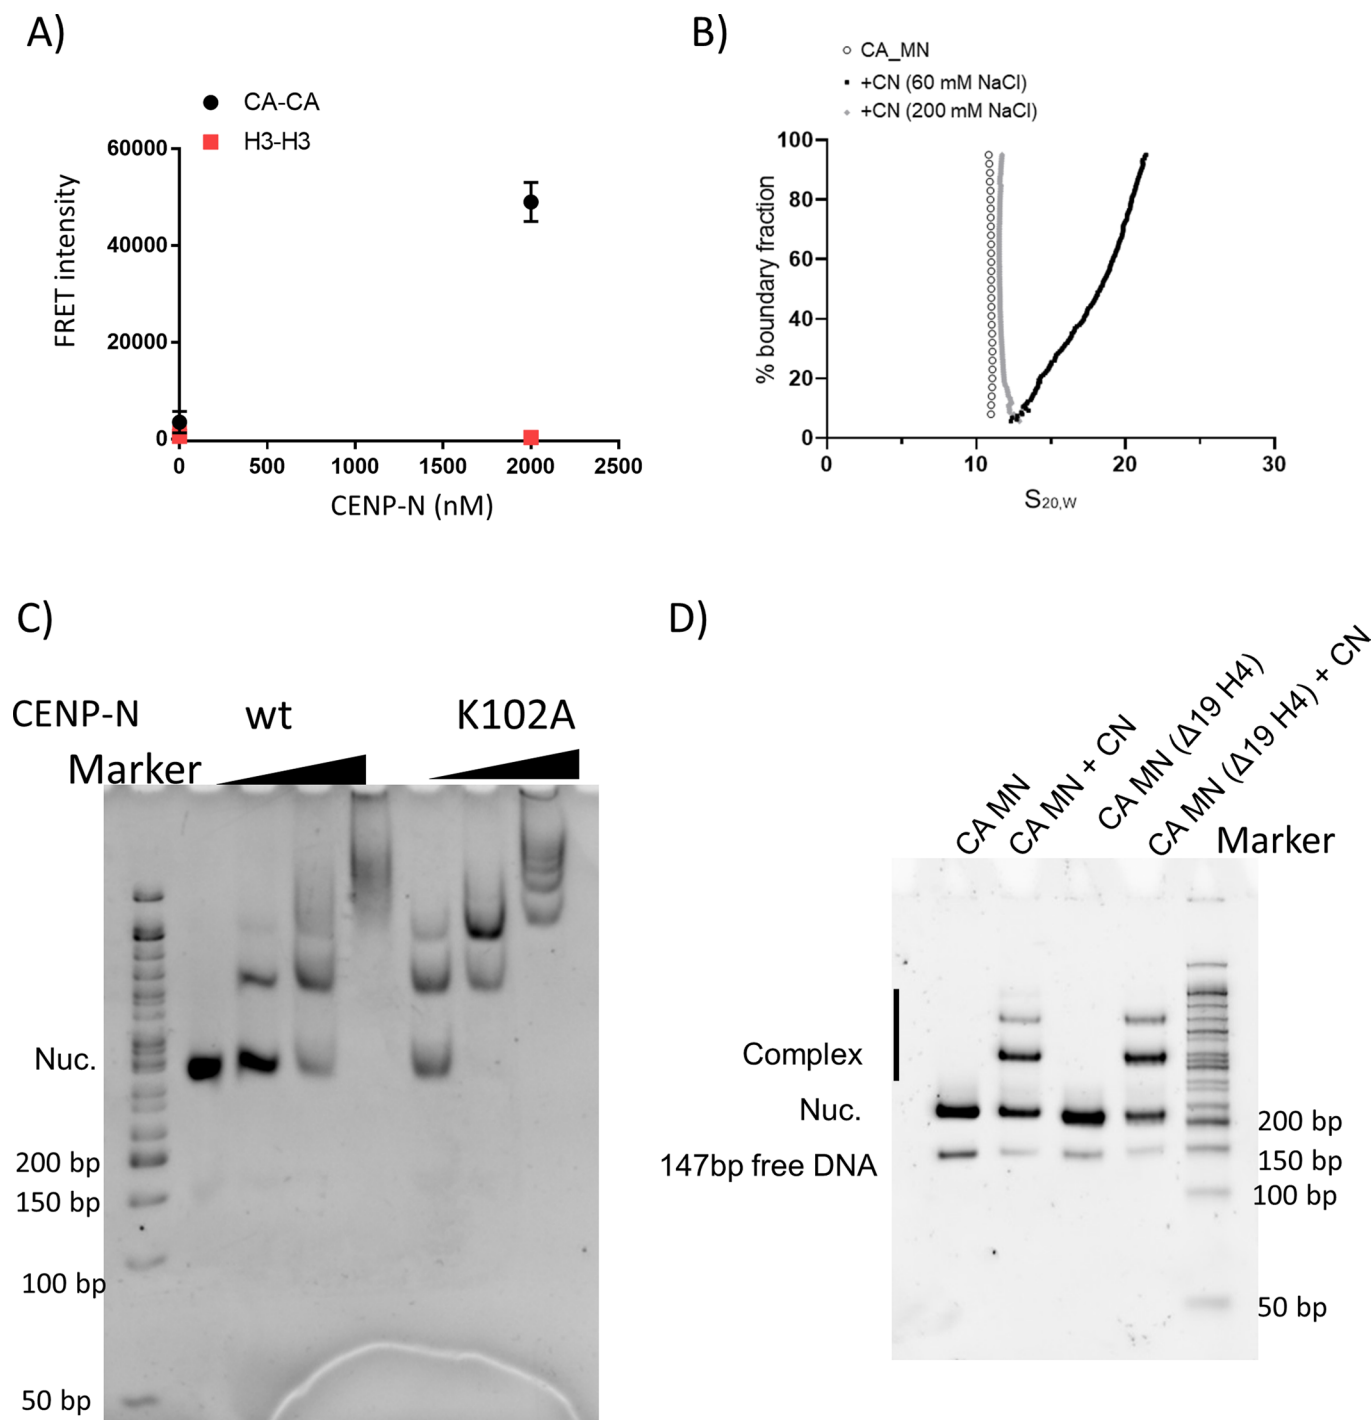 A)
CA-CA
H3-H3
60000
40000
20000
0
FRET intensity
0 500 1000 1500 2000 2500
CENP-N (nM)
B)
CA_MN
+CN (60 mM NaCl)
+CN (200 mM NaCl)
100
80
60
40
20
0
% boundary fraction
0 10 20 30
S20,W
C)
CENP-N wt K102A
Marker
Nuc.
200 bp
150 bp
100 bp
50 bp
D)
CA MN
CA MN + CN
CA MN (Δ19 H4)
CA MN (Δ19 H4) + CN
Marker
Complex
Nuc.
147bp free DNA
200 bp
150 bp
100 bp
50 bp